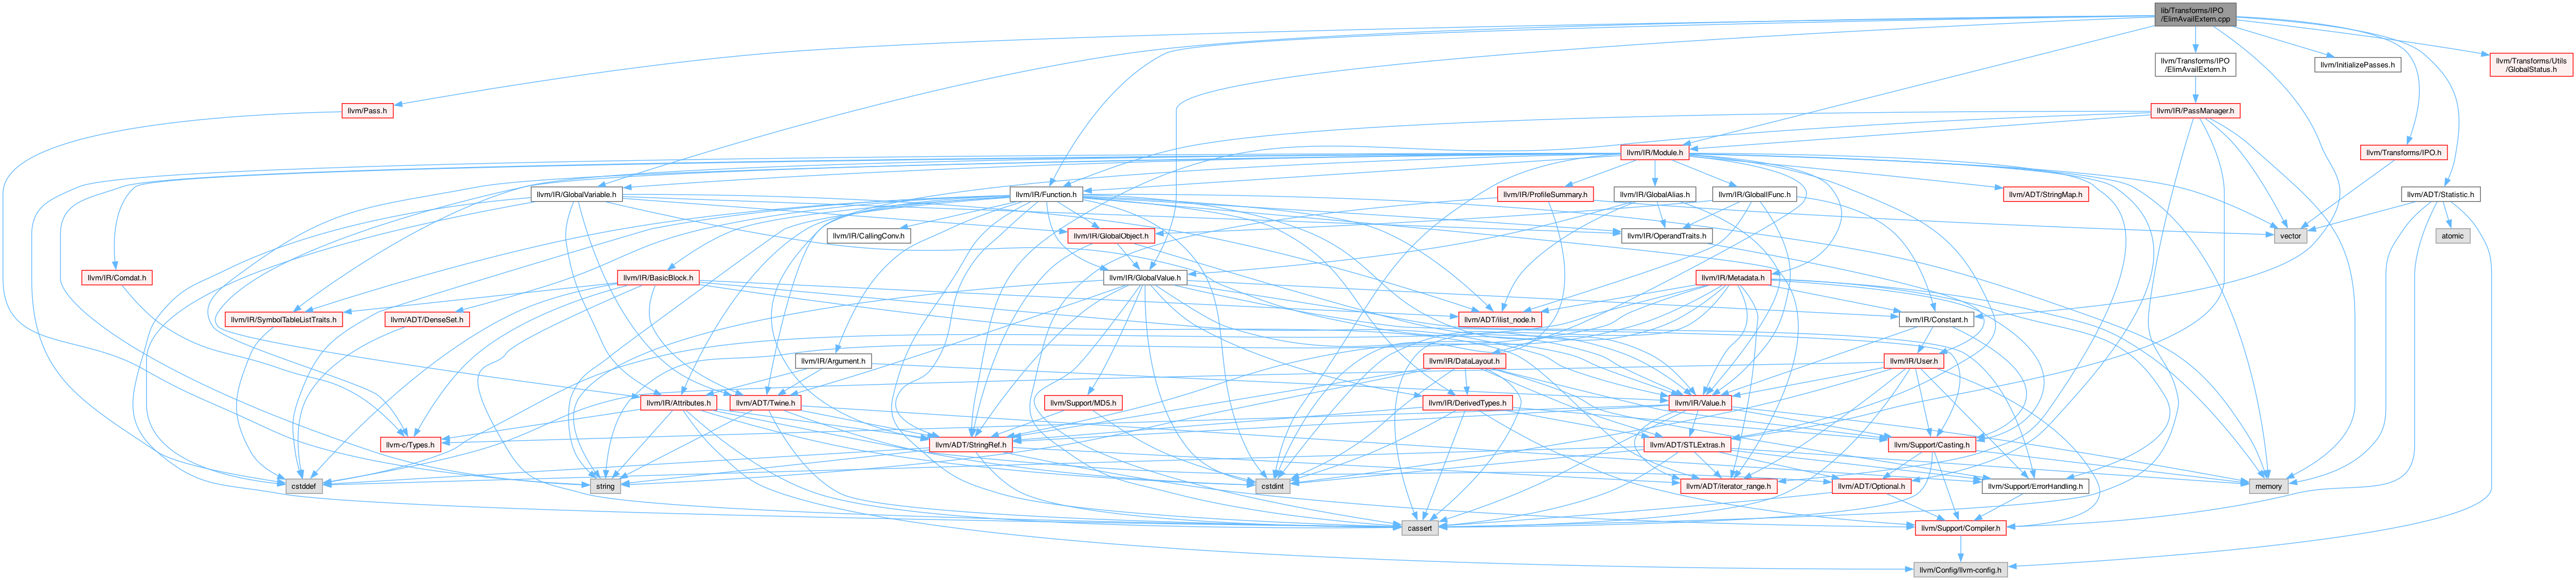 lib/Transforms/IPO
/ElimAvailExtern.cpp
llvm/Transforms/IPO
/ElimAvailExtern.h
llvm/InitializePasses.h
llvm/Transforms/Utils
/GlobalStatus.h
llvm/Pass.h
llvm/IR/PassManager.h
llvm/IR/Module.h
llvm/Transforms/IPO.h
llvm/IR/GlobalVariable.h
llvm/IR/Function.h
llvm/IR/ProfileSummary.h
llvm/IR/GlobalAlias.h
llvm/IR/GlobalIFunc.h
llvm/ADT/StringMap.h
llvm/ADT/Statistic.h
llvm/IR/CallingConv.h
llvm/IR/GlobalObject.h
llvm/IR/OperandTraits.h
vector
atomic
llvm/IR/Comdat.h
llvm/IR/BasicBlock.h
llvm/IR/GlobalValue.h
llvm/IR/Metadata.h
llvm/IR/SymbolTableListTraits.h
llvm/ADT/DenseSet.h
llvm/ADT/ilist_node.h
llvm/IR/Constant.h
llvm/IR/Argument.h
llvm/IR/DataLayout.h
llvm/IR/User.h
llvm/IR/Attributes.h
llvm/ADT/Twine.h
llvm/Support/MD5.h
llvm/IR/DerivedTypes.h
llvm/IR/Value.h
llvm-c/Types.h
llvm/ADT/StringRef.h
llvm/ADT/STLExtras.h
llvm/Support/Casting.h
cstddef
string
cstdint
llvm/ADT/iterator_range.h
llvm/ADT/Optional.h
llvm/Support/ErrorHandling.h
memory
cassert
llvm/Support/Compiler.h
llvm/Config/llvm-config.h